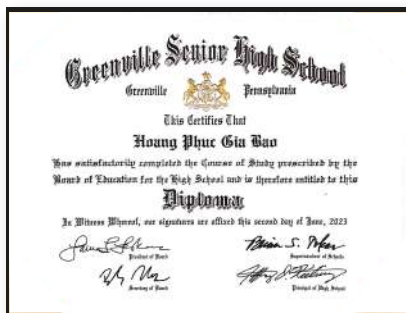 Greenville Senior High School
Greenville Pennsylvania
This Certifies That
Hoang Phuc Gia Bao
Has satisfactorily completed the Course of Study prescribed by the
Board of Education for the High School and is therefore entitled to this
Diploma
In Witness Whereof, our signatures are affixed this second day of June, 2023
President of Board Superintendent of Schools
Secretary of Board Principal of High School